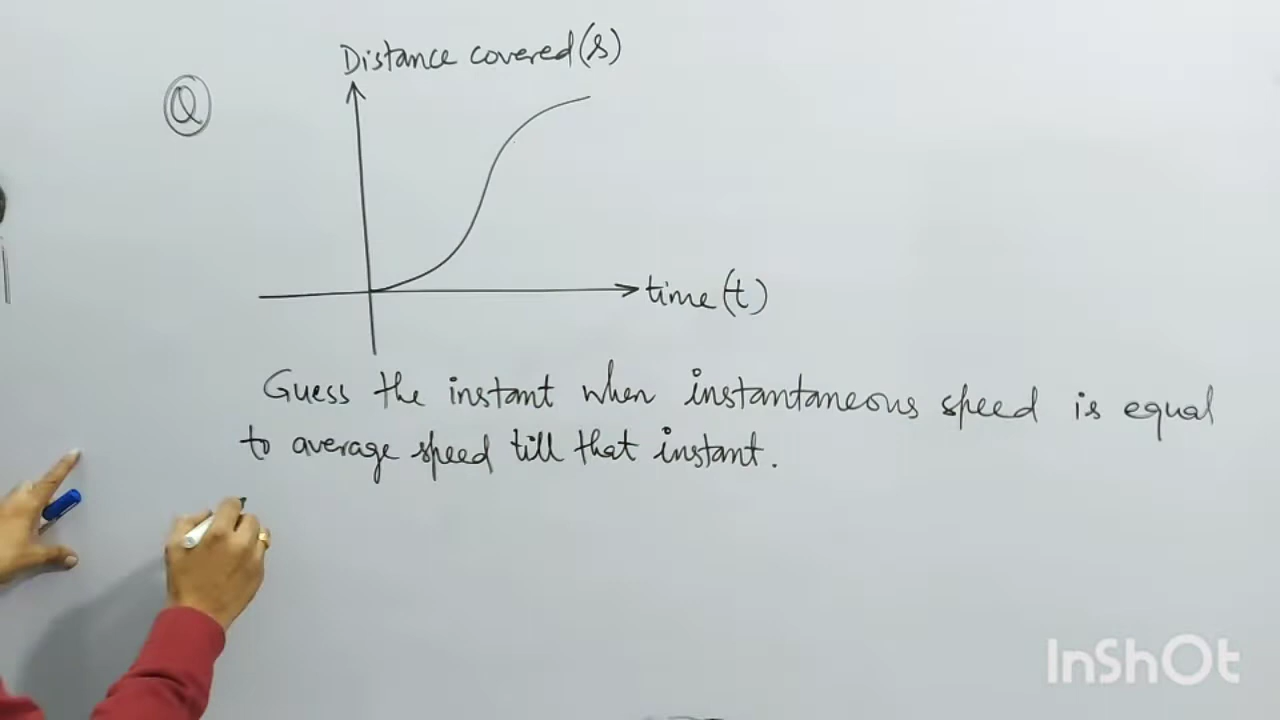 Distance covered (s)
Q
time (t)
Guess the instant when instantaneous speed is equal
to average speed till that instant.
InShOt